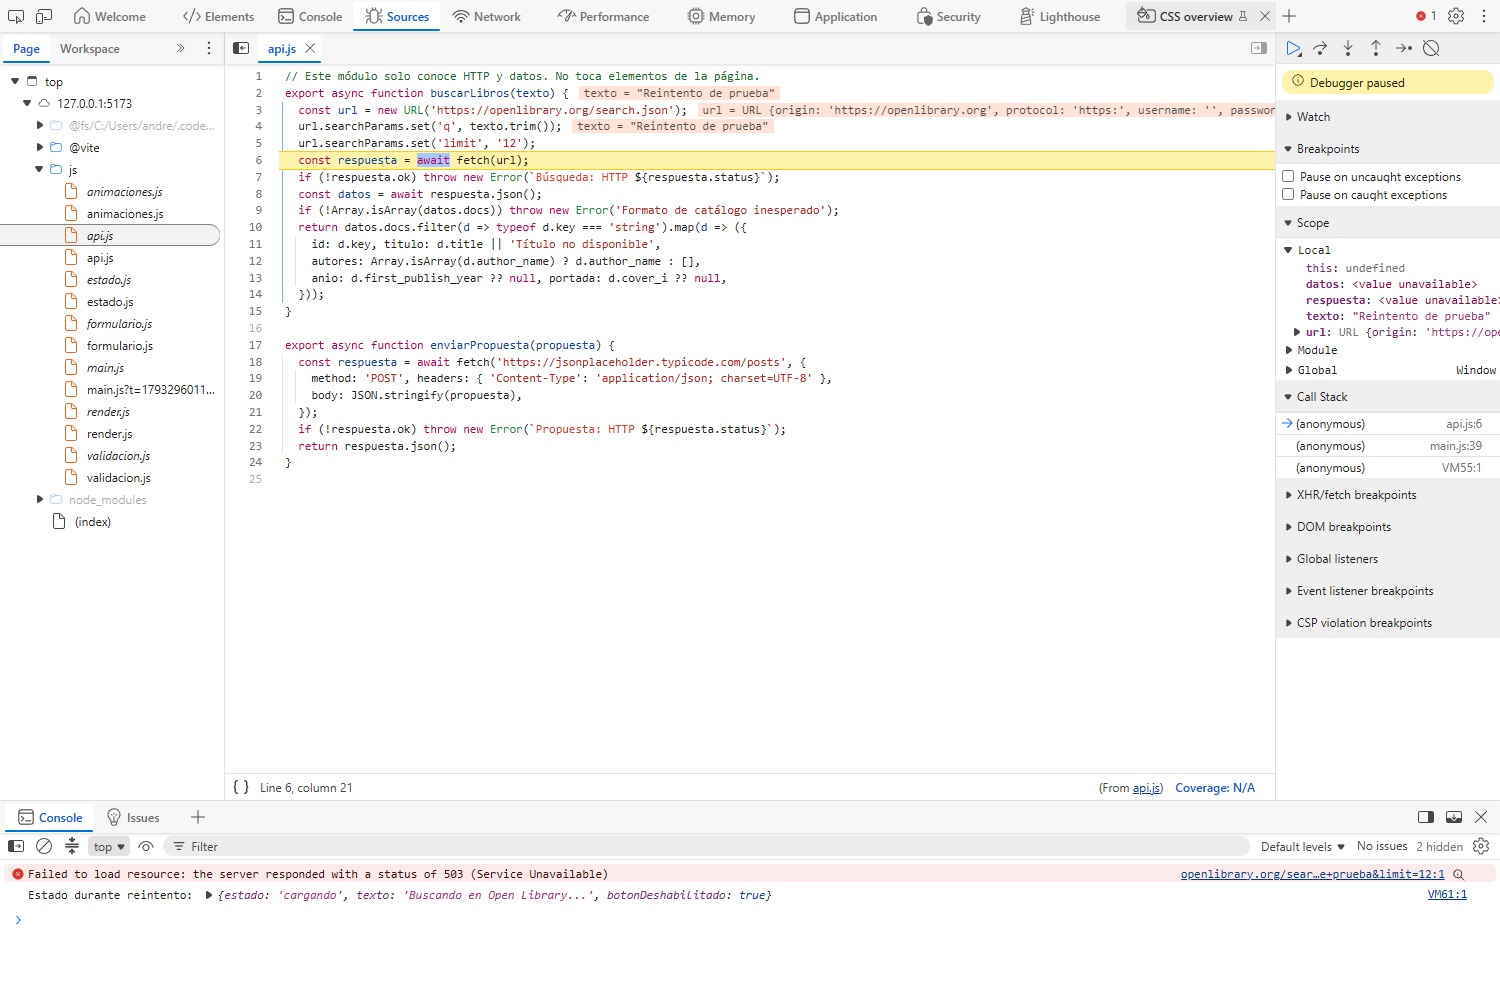 Welcome Elements Console Sources Network Performance Memory Application Security Lighthouse CSS overview 1
Page Workspace
top
127.0.0.1:5173
@fs/C:/Users/andre/.code...
@vite
js
animaciones.js
animaciones.js
api.js
api.js
estado.js
estado.js
formulario.js
formulario.js
main.js
main.js?t=1793296011...
render.js
render.js
validacion.js
validacion.js
node_modules
(index)
api.js
1 // Este módulo solo conoce HTTP y datos. No toca elementos de la página.
2 export async function buscarLibros(texto) { texto = "Reintento de prueba"
3 const url = new URL('https://openlibrary.org/search.json'); url = URL {origin: 'https://openlibrary.org', protocol: 'https:', username: '', passwor
4 url.searchParams.set('q', texto.trim()); texto = "Reintento de prueba"
5 url.searchParams.set('limit', '12');
6 const respuesta = await fetch(url);
7 if (!respuesta.ok) throw new Error(`Búsqueda: HTTP ${respuesta.status}`);
8 const datos = await respuesta.json();
9 if (!Array.isArray(datos.docs)) throw new Error('Formato de catálogo inesperado');
10 return datos.docs.filter(d => typeof d.key === 'string').map(d => ({
11 id: d.key, titulo: d.title || 'Título no disponible',
12 autores: Array.isArray(d.author_name) ? d.author_name : [],
13 anio: d.first_publish_year ?? null, portada: d.cover_i ?? null,
14 }));
15 }
16
17 export async function enviarPropuesta(propuesta) {
18 const respuesta = await fetch('https://jsonplaceholder.typicode.com/posts', {
19 method: 'POST', headers: { 'Content-Type': 'application/json; charset=UTF-8' },
20 body: JSON.stringify(propuesta),
21 });
22 if (!respuesta.ok) throw new Error(`Propuesta: HTTP ${respuesta.status}`);
23 return respuesta.json();
24 }
25
{ } Line 6, column 21 (From api.js) Coverage: N/A
Debugger paused
Watch
Breakpoints
Pause on uncaught exceptions
Pause on caught exceptions
Scope
Local
this: undefined
datos: <value unavailable>
respuesta: <value unavailable>
texto: "Reintento de prueba"
url: URL {origin: 'https://ope
Module
Global Window
Call Stack
(anonymous) api.js:6
(anonymous) main.js:39
(anonymous) VM55:1
XHR/fetch breakpoints
DOM breakpoints
Global listeners
Event listener breakpoints
CSP violation breakpoints
Console Issues
top Filter Default levels No issues 2 hidden
Failed to load resource: the server responded with a status of 503 (Service Unavailable) openlibrary.org/sear…e+prueba&limit=12:1
Estado durante reintento: {estado: 'cargando', texto: 'Buscando en Open Library...', botonDeshabilitado: true} VM61:1